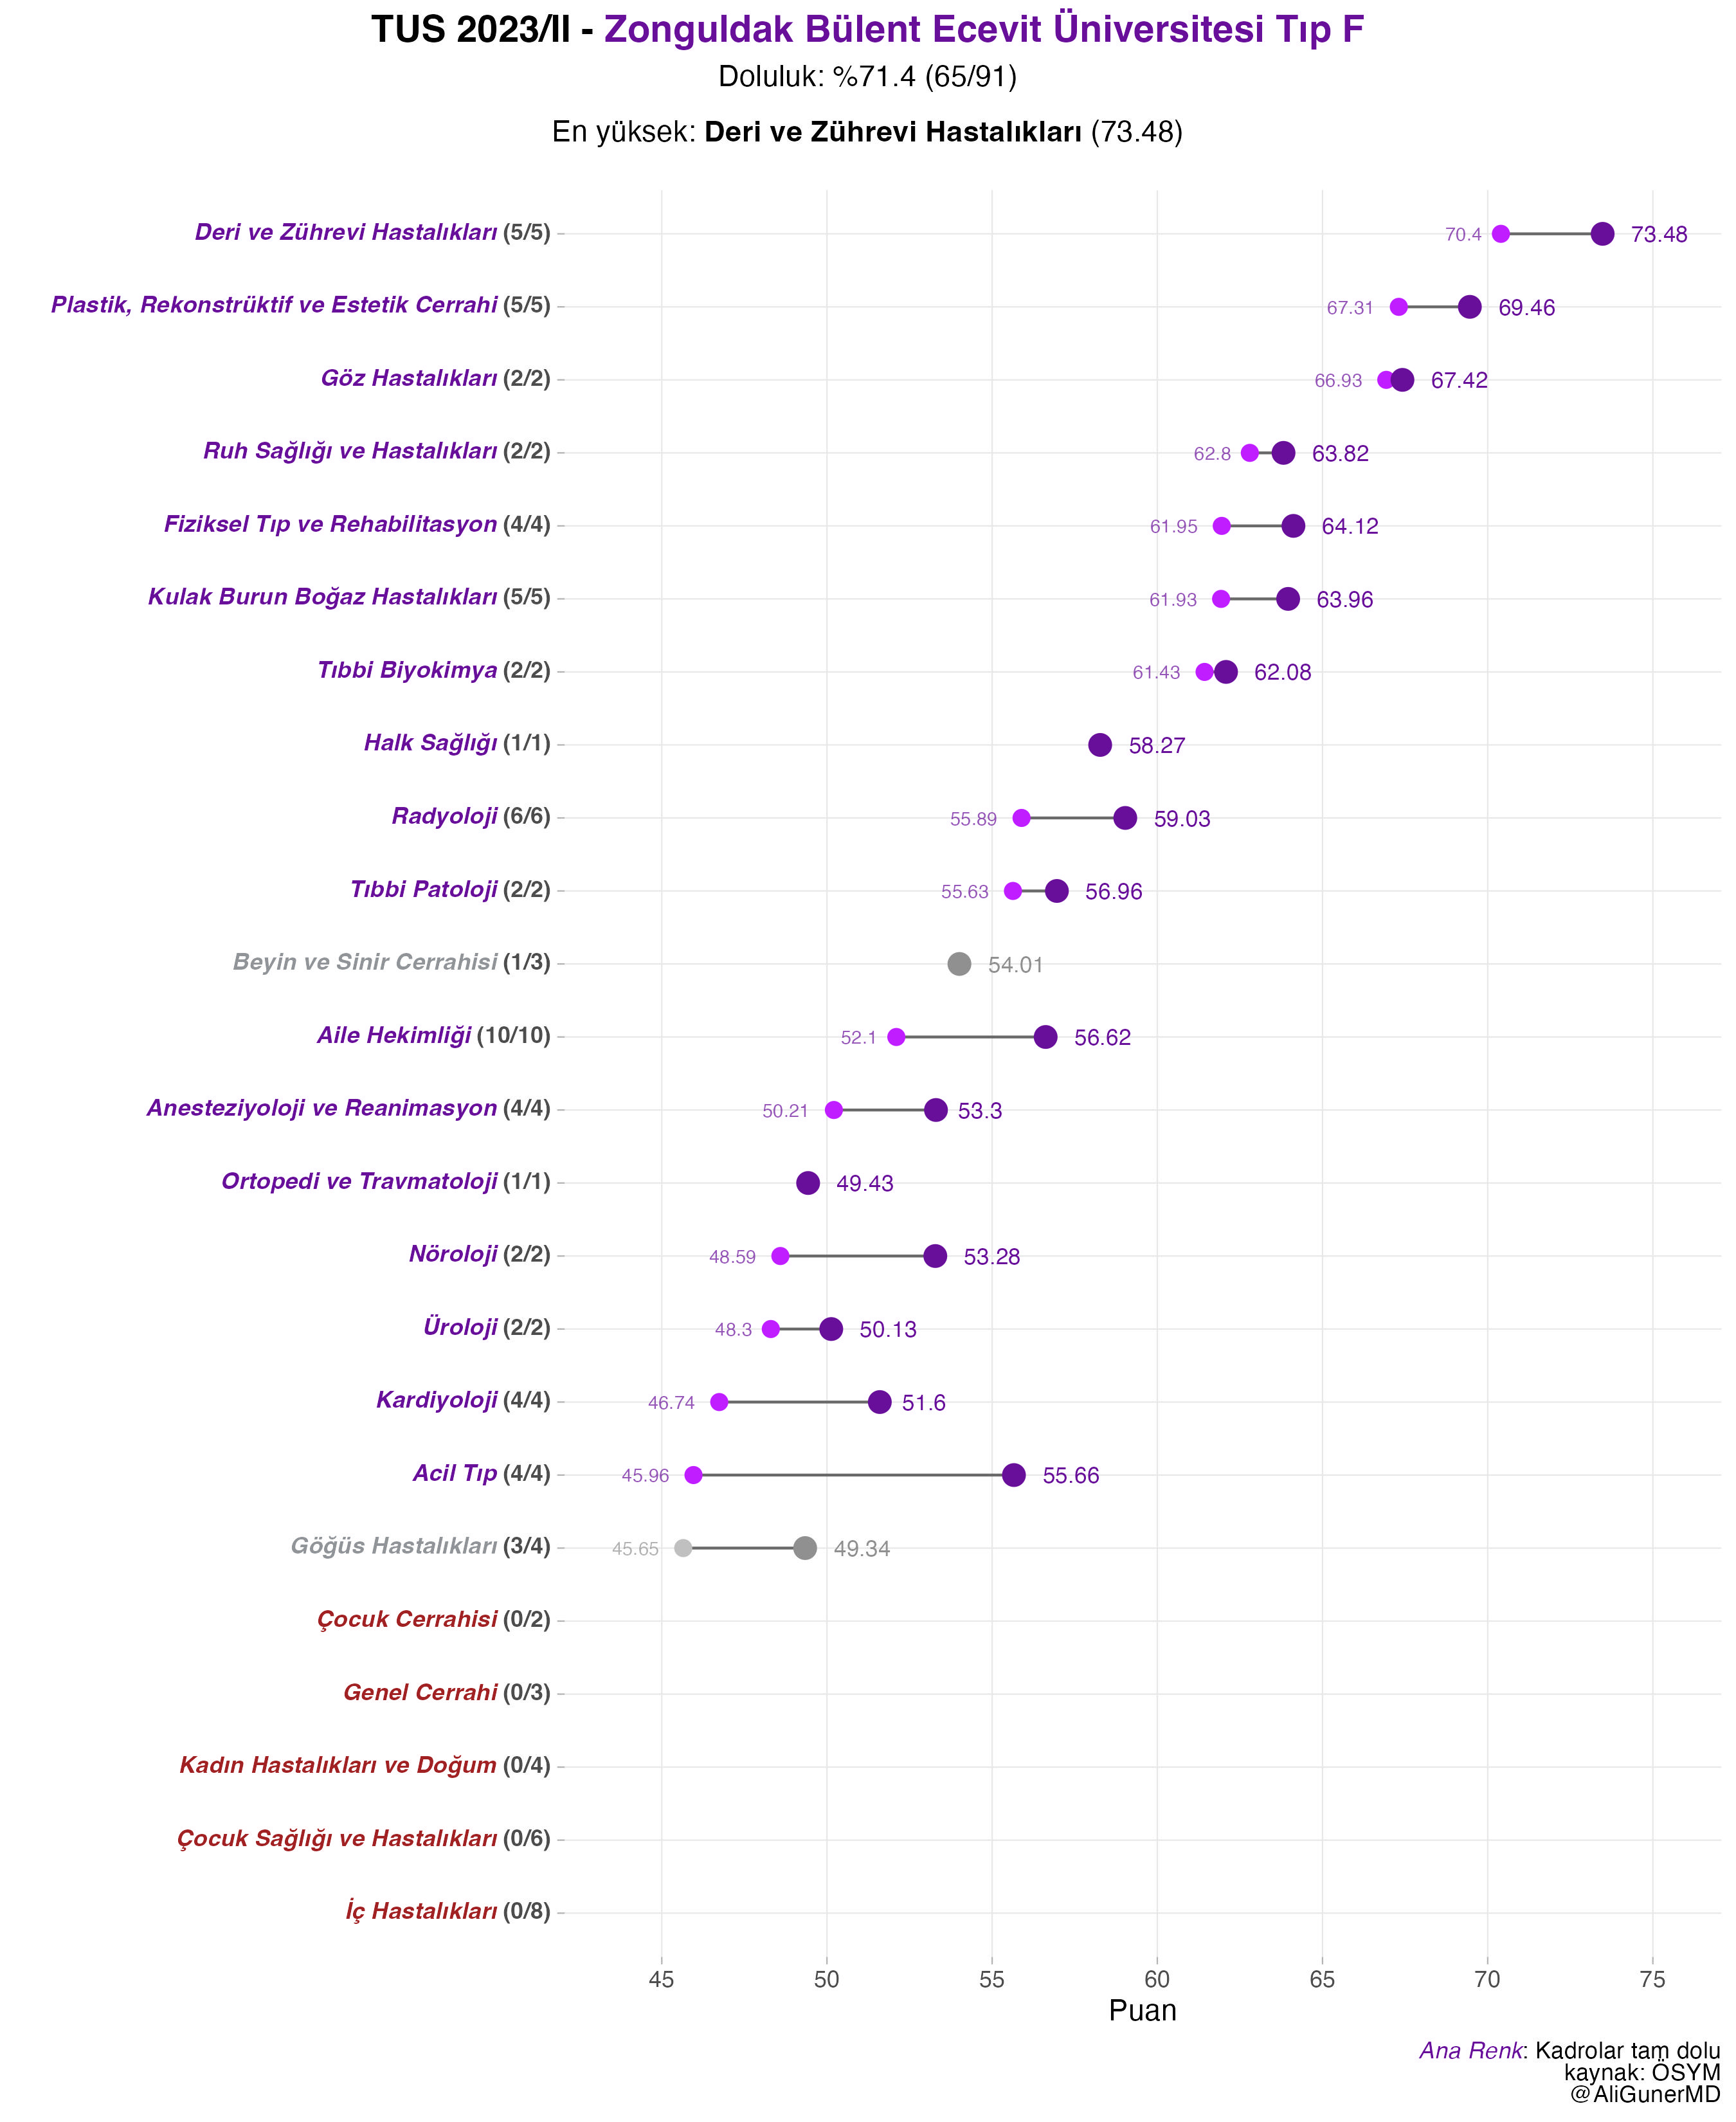 TUS 2023/II - Zonguldak Bülent Ecevit Üniversitesi Tıp F
Doluluk: %71.4 (65/91)
En yüksek: Deri ve Zührevi Hastalıkları (73.48)
Deri ve Zührevi Hastalıkları (5/5) 70.4 73.48
Plastik, Rekonstrüktif ve Estetik Cerrahi (5/5) 67.31 69.46
Göz Hastalıkları (2/2) 66.93 67.42
Ruh Sağlığı ve Hastalıkları (2/2) 62.8 63.82
Fiziksel Tıp ve Rehabilitasyon (4/4) 61.95 64.12
Kulak Burun Boğaz Hastalıkları (5/5) 61.93 63.96
Tıbbi Biyokimya (2/2) 61.43 62.08
Halk Sağlığı (1/1) 58.27
Radyoloji (6/6) 55.89 59.03
Tıbbi Patoloji (2/2) 55.63 56.96
Beyin ve Sinir Cerrahisi (1/3) 54.01
Aile Hekimliği (10/10) 52.1 56.62
Anesteziyoloji ve Reanimasyon (4/4) 50.21 53.3
Ortopedi ve Travmatoloji (1/1) 49.43
Nöroloji (2/2) 48.59 53.28
Üroloji (2/2) 48.3 50.13
Kardiyoloji (4/4) 46.74 51.6
Acil Tıp (4/4) 45.96 55.66
Göğüs Hastalıkları (3/4) 45.65 49.34
Çocuk Cerrahisi (0/2)
Genel Cerrahi (0/3)
Kadın Hastalıkları ve Doğum (0/4)
Çocuk Sağlığı ve Hastalıkları (0/6)
İç Hastalıkları (0/8)
45 50 55 60 65 70 75
Puan
Ana Renk: Kadrolar tam dolu
kaynak: ÖSYM
@AliGunerMD